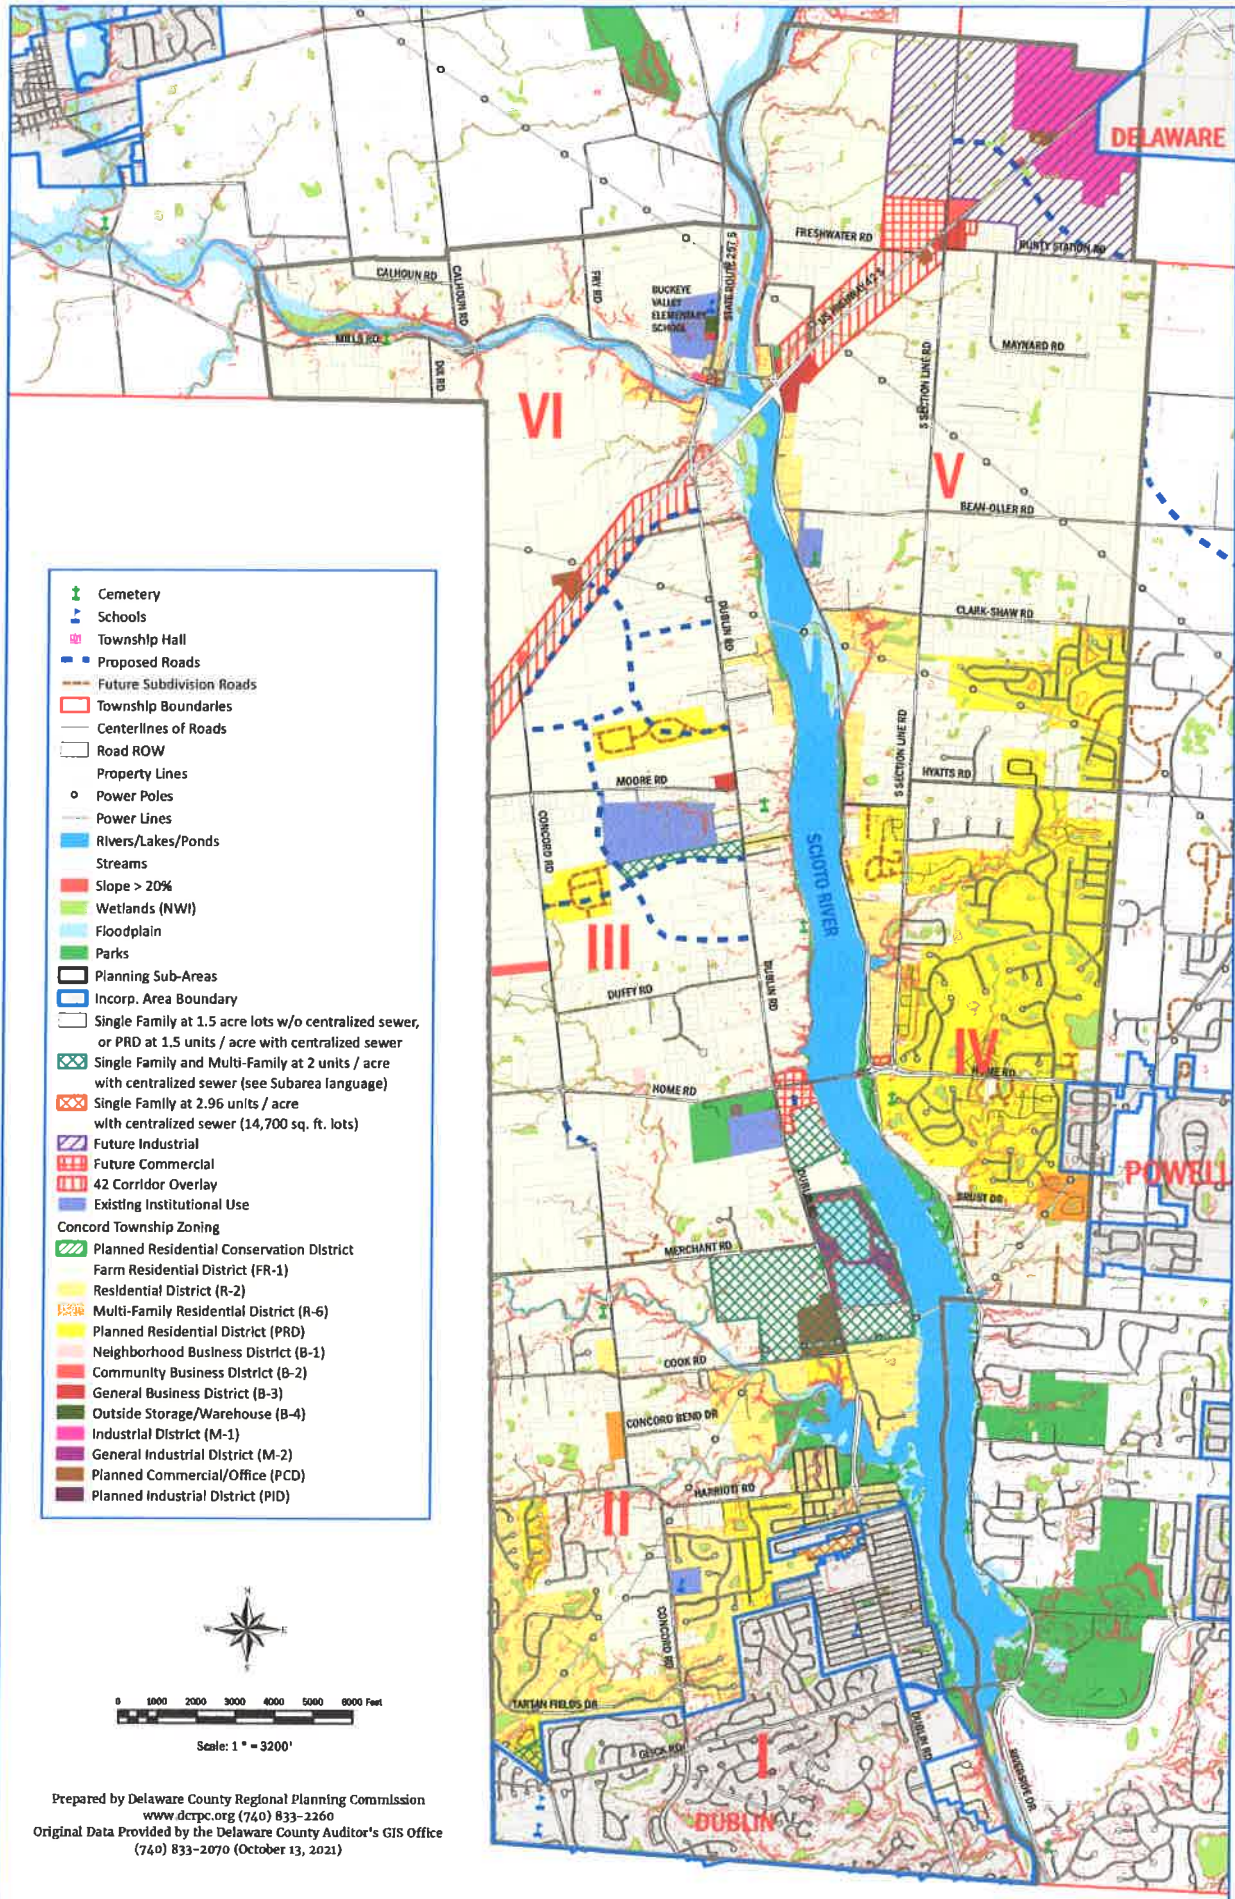 DELAWARE
FRESHWATER RD
BUNTY STATION RD
STATE ROUTE 257 S
CALHOUN RD
CALHOUN RD
FRY RD
BUCKEYE
VALLEY
ELEMENTARY
SCHOOL
US HIGHWAY 42 S
MILLS RD
DIX RD
MAYNARD RD
S SECTION LINE RD
VI
V
BEAN-OLLER RD
CLARK-SHAW RD
DUBLIN RD
S SECTION LINE RD
HYATTS RD
MOORE RD
CONCORD RD
SCIOTO RIVER
III
DUBLIN RD
DUFFY RD
IV
HOME RD
HOME RD
POWELL
DUBLIN RD
BRUST DR
MERCHANT RD
COOK RD
CONCORD BEND DR
HARRIOTT RD
II
CONCORD RD
TARTAN FIELDS DR
GLICK RD
I
DUBLIN RD
RIVERSIDE DR
DUBLIN
Cemetery
Schools
Township Hall
Proposed Roads
Future Subdivision Roads
Township Boundaries
Centerlines of Roads
Road ROW
Property Lines
Power Poles
Power Lines
Rivers/Lakes/Ponds
Streams
Slope > 20%
Wetlands (NWI)
Floodplain
Parks
Planning Sub-Areas
Incorp. Area Boundary
Single Family at 1.5 acre lots w/o centralized sewer,
or PRD at 1.5 units / acre with centralized sewer
Single Family and Multi-Family at 2 units / acre
with centralized sewer (see Subarea language)
Single Family at 2.96 units / acre
with centralized sewer (14,700 sq. ft. lots)
Future Industrial
Future Commercial
42 Corridor Overlay
Existing Institutional Use
Concord Township Zoning
Planned Residential Conservation District
Farm Residential District (FR-1)
Residential District (R-2)
Multi-Family Residential District (R-6)
Planned Residential District (PRD)
Neighborhood Business District (B-1)
Community Business District (B-2)
General Business District (B-3)
Outside Storage/Warehouse (B-4)
Industrial District (M-1)
General Industrial District (M-2)
Planned Commercial/Office (PCD)
Planned Industrial District (PID)
N
W E
S
0 1000 2000 3000 4000 5000 6000 Feet
Scale: 1 " = 3200'
Prepared by Delaware County Regional Planning Commission
www.dcrpc.org (740) 833-2260
Original Data Provided by the Delaware County Auditor's GIS Office
(740) 833-2070 (October 13, 2021)